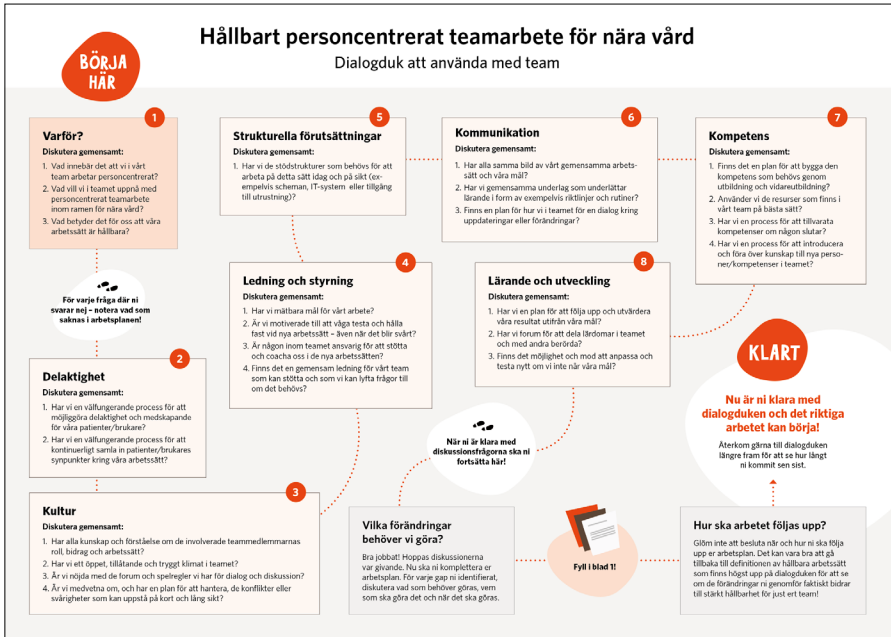 Hållbart personcentrerat teamarbete för nära vård
Dialogduk att använda med team
BÖRJA
HÄR
1
Varför?
Diskutera gemensamt:
1. Vad innebär det att vi i vårt
team arbetar personcentrerat?
2. Vad vill vi i teamet uppnå med
personcentrerat teamarbete
inom ramen för nära vård?
3. Vad betyder det för oss att våra
arbetssätt är hållbara?
För varje fråga där ni
svarar nej – notera vad som
saknas i arbetsplanen!
2
Delaktighet
Diskutera gemensamt:
1. Har vi en välfungerande process för att
möjliggöra delaktighet och medskapande
för våra patienter/brukare?
2. Har vi en välfungerande process för att
kontinuerligt samla in patienter/brukares
synpunkter kring våra arbetssätt?
3
Kultur
Diskutera gemensamt:
1. Har alla kunskap och förståelse om de involverade teammedlemmarnas
roll, bidrag och arbetssätt?
2. Har vi ett öppet, tillåtande och tryggt klimat i teamet?
3. Är vi nöjda med de forum och spelregler vi har för dialog och diskussion?
4. Är vi medvetna om, och har en plan för att hantera, de konflikter eller
svårigheter som kan uppstå på kort och lång sikt?
4
Ledning och styrning
Diskutera gemensamt:
1. Har vi mätbara mål för vårt arbete?
2. Är vi motiverade till att våga testa och hålla
fast vid nya arbetssätt – även när det blir svårt?
3. Är någon inom teamet ansvarig för att stötta
och coacha oss i de nya arbetssätten?
4. Finns det en gemensam ledning för vårt team
som kan stötta och som vi kan lyfta frågor till
om det behövs?
5
Strukturella förutsättningar
Diskutera gemensamt:
1. Har vi de stödstrukturer som behövs för att
arbeta på detta sätt idag och på sikt (ex-
empelvis scheman, IT-system eller tillgång
till utrustning)?
6
Kommunikation
Diskutera gemensamt:
1. Har alla samma bild av vårt gemensamma arbets-
sätt och våra mål?
2. Har vi gemensamma underlag som underlättar
lärande i form av exempelvis riktlinjer och rutiner?
3. Finns en plan för hur vi i teamet för en dialog kring
uppdateringar eller förändringar?
7
Kompetens
Diskutera gemensamt:
1. Finns det en plan för att bygga den
kompetens som behövs genom
utbildning och vidareutbildning?
2. Använder vi de resurser som finns i
vårt team på bästa sätt?
3. Har vi en process för att tillvarata
kompetenser om någon slutar?
4. Har vi en process för att introducera
och föra över kunskap till nya perso-
ner/kompetenser i teamet?
8
Lärande och utveckling
Diskutera gemensamt:
1. Har vi en plan för att följa upp och utvärdera
våra resultat utifrån våra mål?
2. Har vi forum för att dela lärdomar i teamet
och med andra berörda?
3. Finns det möjlighet och mod att anpassa och
testa nytt om vi inte når våra mål?
När ni är klara med
diskussionsfrågorna ska ni
fortsätta här!
Vilka förändringar
behöver vi göra?
Bra jobbat! Hoppas diskussionerna
var givande. Nu ska ni komplettera er
arbetsplan. För varje gap ni identifierat,
diskutera vad som behöver göras, vem
som ska göra det och när det ska göras.
Fyll i blad 1!
Hur ska arbetet följas upp?
Glöm inte att besluta när och hur ni ska följa
upp er arbetsplan. Det kan vara bra att gå
tillbaka till definitionen av hållbara arbetssätt
som finns högst upp på dialogduken för att se
om de förändringar ni genomför faktiskt bidrar
till stärkt hållbarhet för just ert team!
KLART
Nu är ni klara med
dialogduken och det riktiga
arbetet kan börja!
Återkom gärna till dialogduken
längre fram för att se hur långt
ni kommit sen sist.